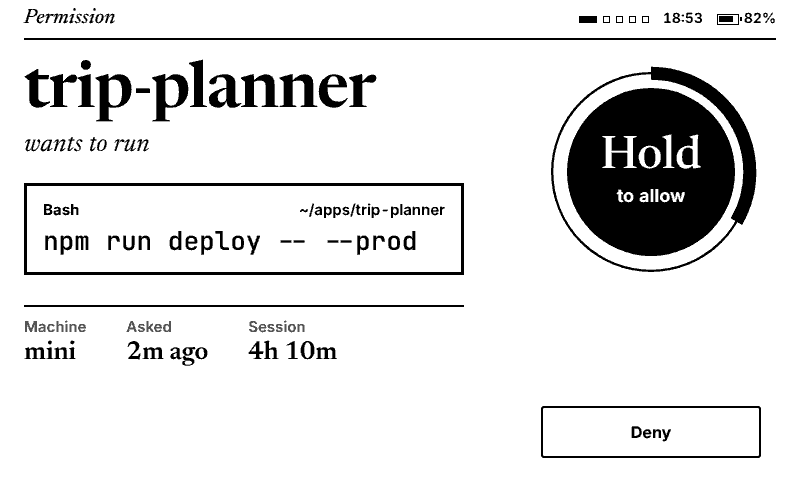 Permission
18:53 82%
trip-planner
wants to run
Bash ~/apps/trip-planner
npm run deploy -- --prod
Hold
to allow
Machine Asked Session
mini 2m ago 4h 10m
Deny